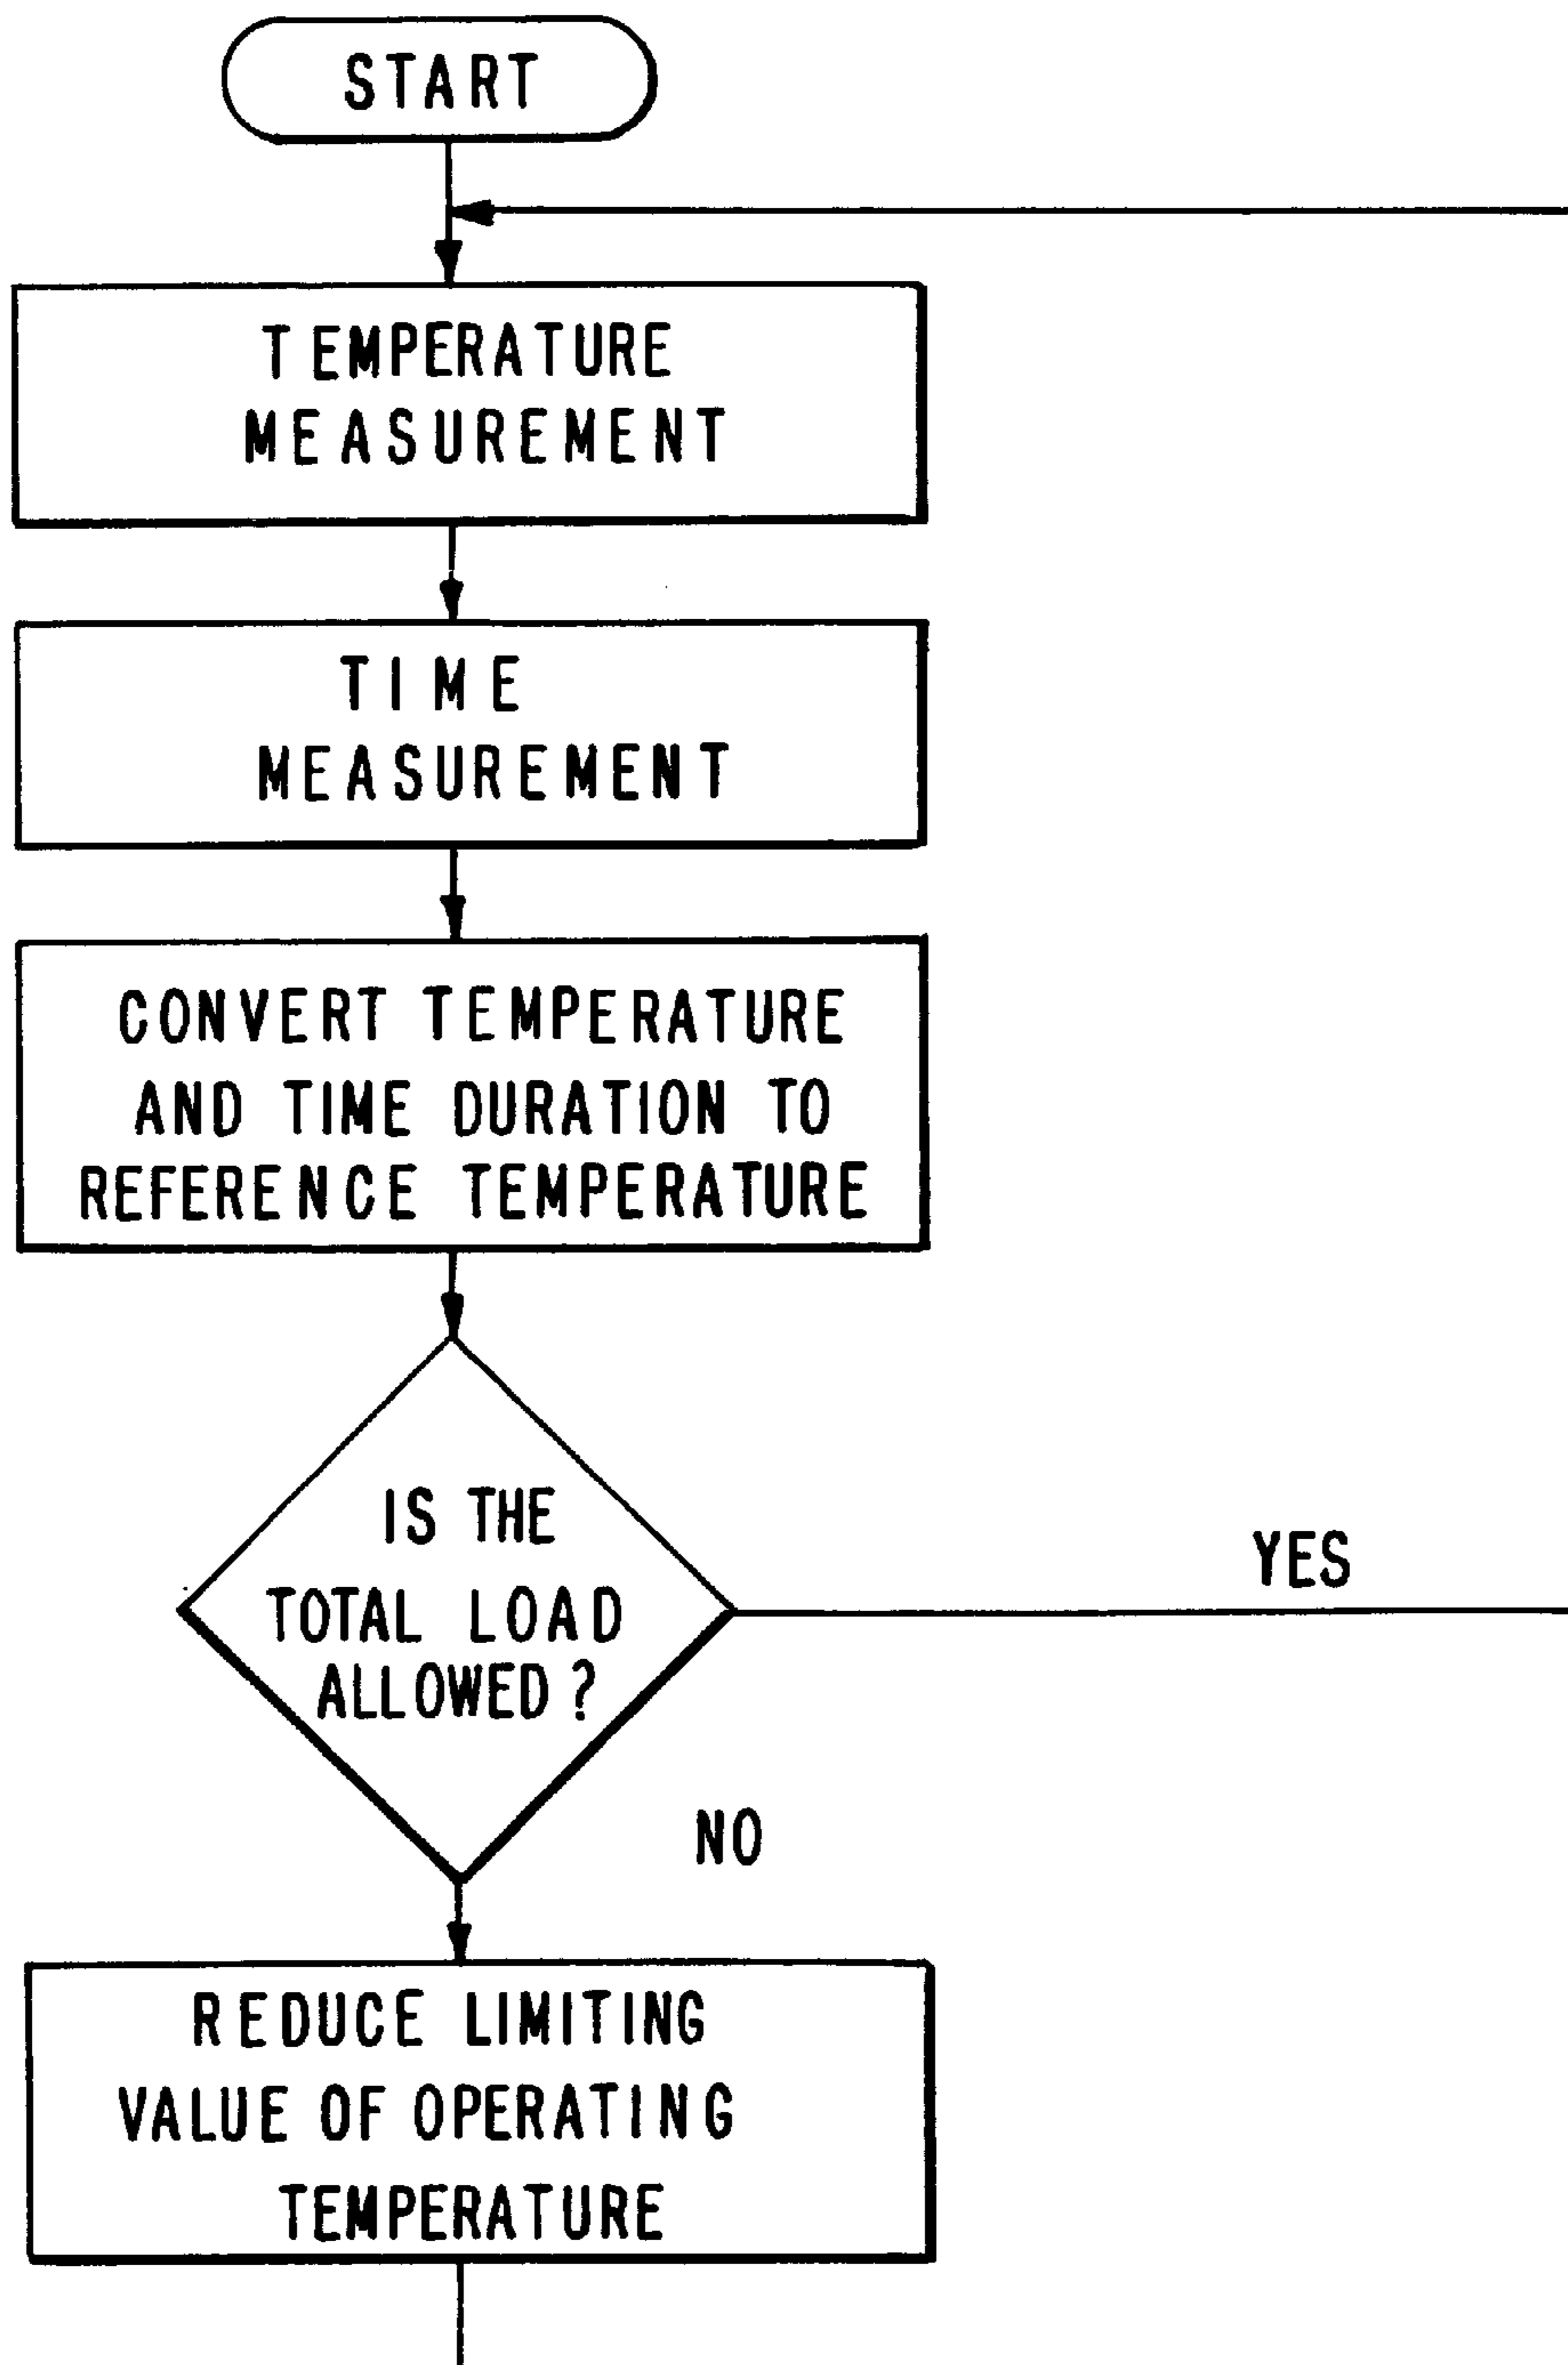 START
TEMPERATURE
MEASUREMENT
TIME
MEASUREMENT
CONVERT TEMPERATURE
AND TIME DURATION TO
REFERENCE TEMPERATURE
IS THE
TOTAL LOAD
ALLOWED?
YES
NO
REDUCE LIMITING
VALUE OF OPERATING
TEMPERATURE